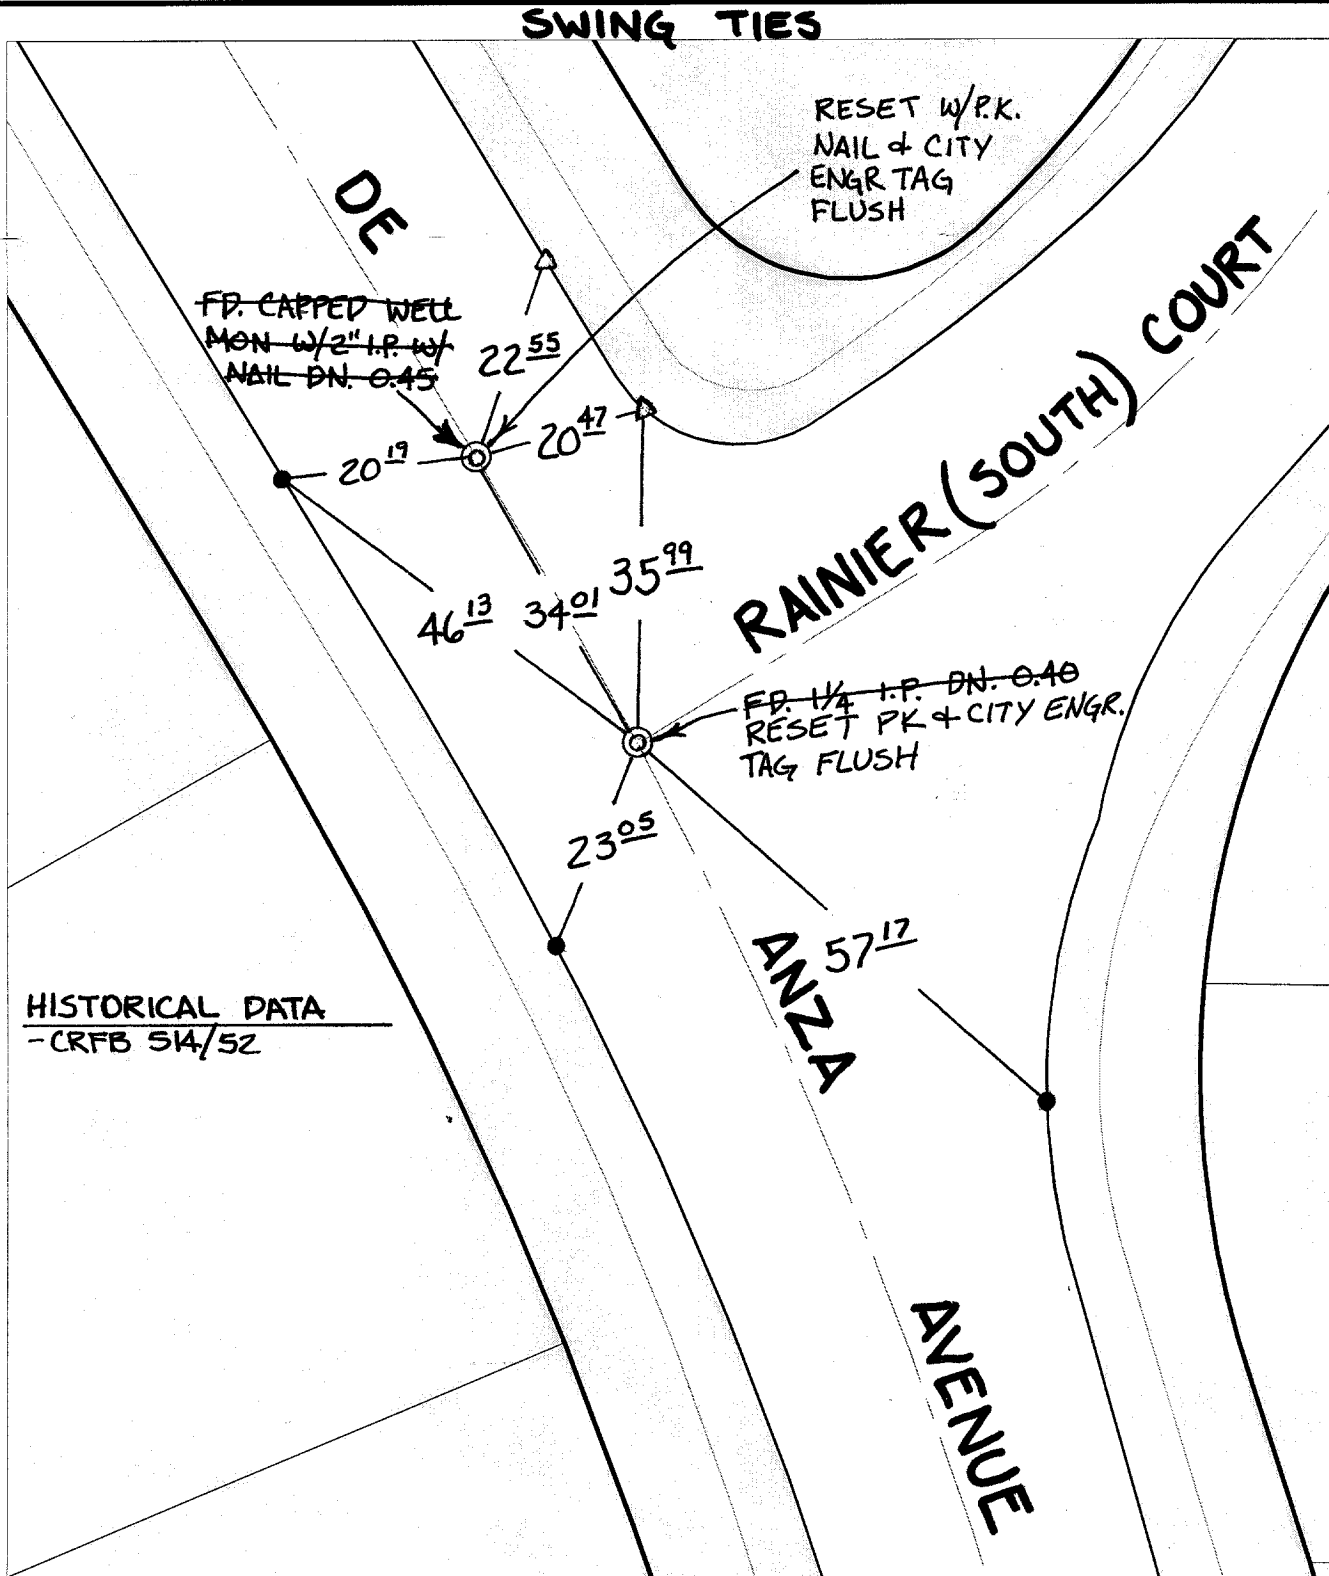 SWING TIES
RESET W/P.K.
NAIL & CITY
ENGR TAG
FLUSH
DE
FD. CAPPED WELL
MON W/2" I.P. W/
NAIL DN. 0.45
22 55
20 47
20 19
RAINIER (SOUTH) COURT
46 13
34 01
35 99
FD. 1 1/4 I.P. DN. 0.40
RESET PK & CITY ENGR.
TAG FLUSH
23 05
57 17
ANZA
HISTORICAL DATA
- CRFB 514/52
AVENUE